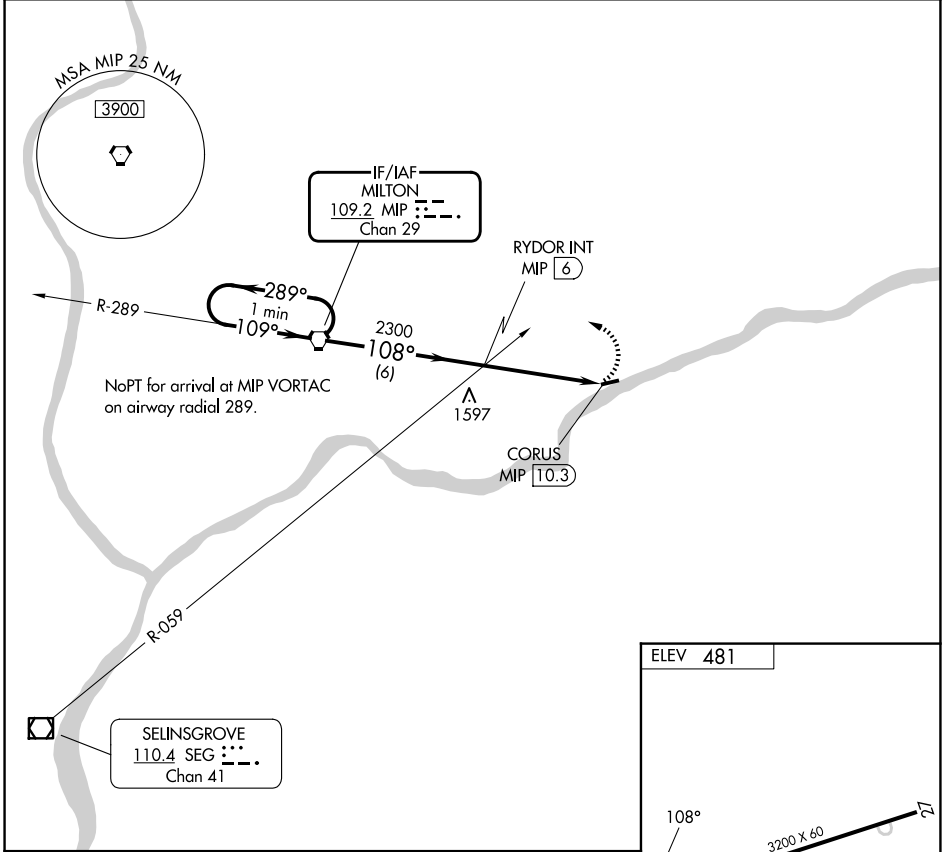 MSA MIP 25 NM
3900
IF/IAF
MILTON
109.2 MIP
Chan 29
RYDOR INT
MIP 6
R-289
289°
1 min
109°
2300
108°
(6)
NoPT for arrival at MIP VORTAC
on airway radial 289.
1597
CORUS
MIP 10.3
R-059
SELINSGROVE
110.4 SEG
Chan 41
ELEV 481
108°
3200 X 60
27